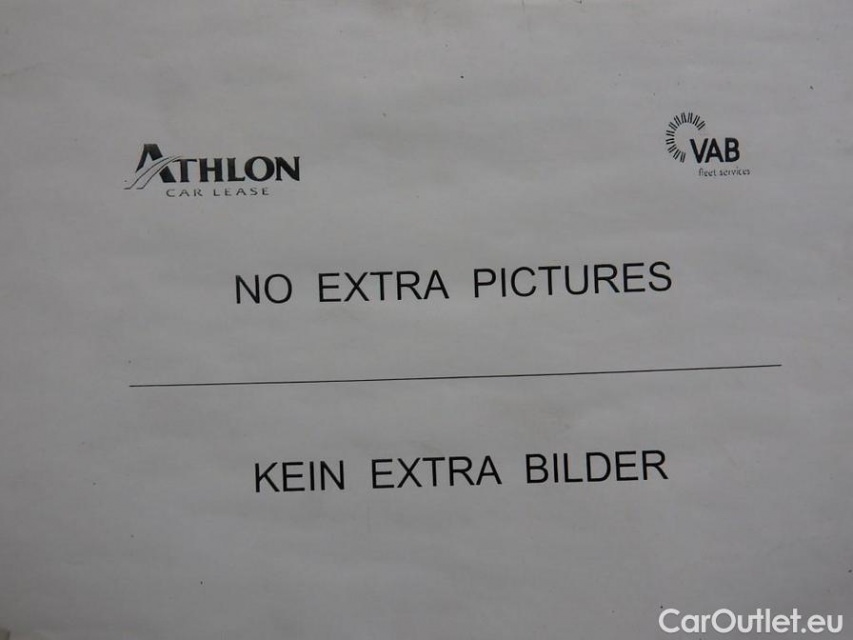 ATHLON
CAR LEASE
VAB
fleet services
NO EXTRA PICTURES
KEIN EXTRA BILDER
CarOutlet.eu